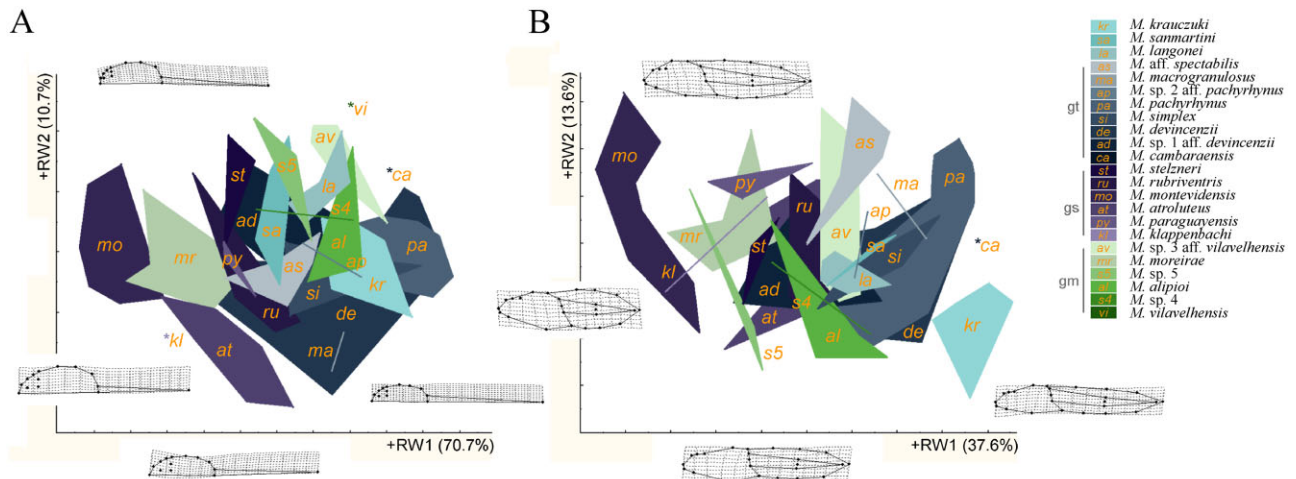 A
B
+RW2 (10.7%)
*vi
av
s5
*ca
st
la
s4
mo
ad
sa
al
pa
mr
py
as
ap
kr
si
ru
de
*kl
at
ma
+RW1 (70.7%)
+RW2 (13.6%)
mo
as
ma
pa
py
ap
ru
mr
av
sa
*ca
st
si
kl
la
ad
s4
at
al
de
kr
s5
+RW1 (37.6%)
kr M. krauczuki
M. sanmartini
la M. langonei
as M. aff. spectabilis
gt
ma M. macrogranulosus
ap M. sp. 2 aff. pachyrhynus
pa M. pachyrhynus
si M. simplex
de M. devincenzii
ad M. sp. 1 aff. devincenzii
ca M. cambaraensis
gs
st M. stelzneri
ru M. rubriventris
mo M. montevidensis
at M. atroluteus
py M. paraguayensis
kl M. klappenbachi
gm
av M. sp. 3 aff. vilavelhensis
mr M. moreirae
s5 M. sp. 5
al M. alipioi
s4 M. sp. 4
vi M. vilavelhensis